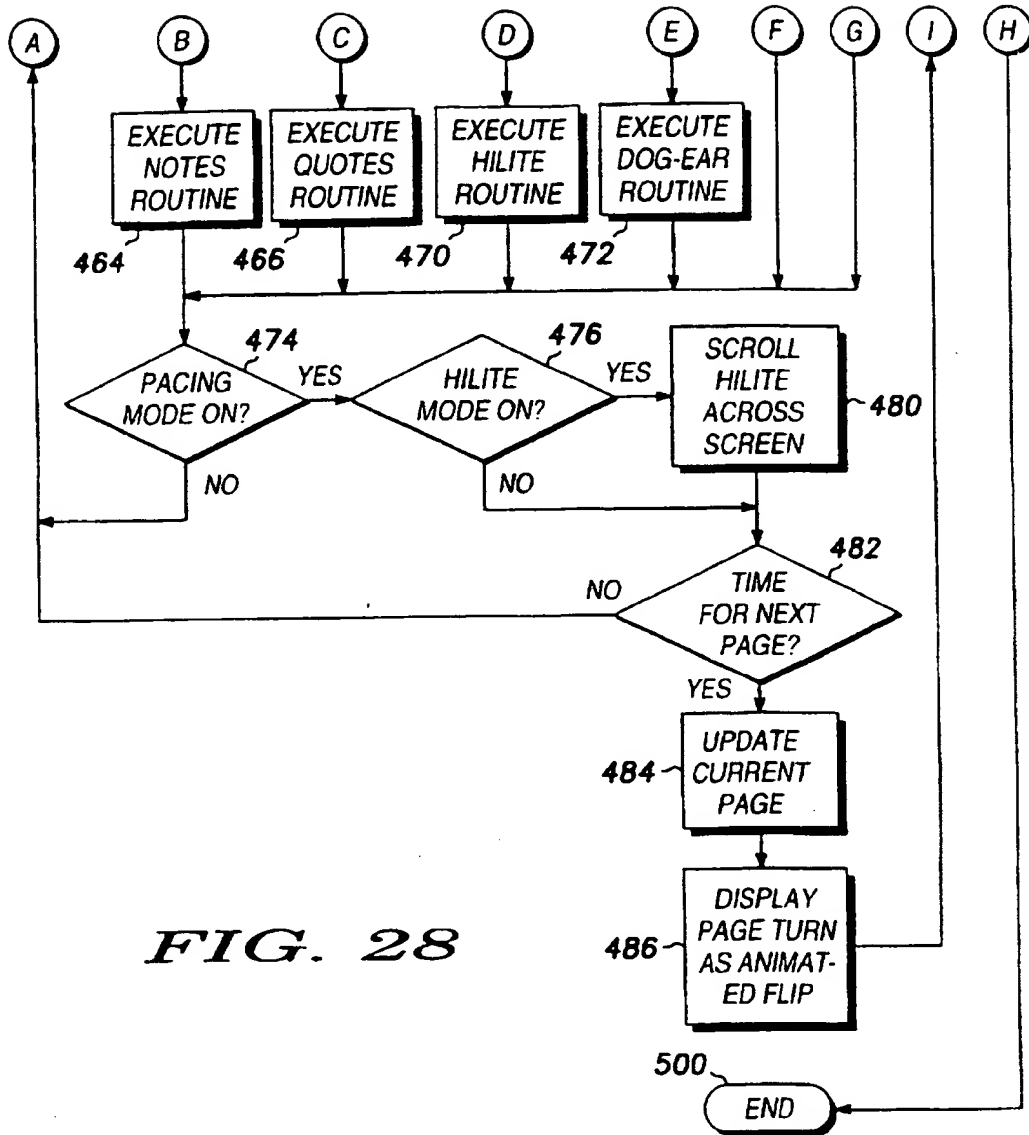 A B C D E F G I H
EXECUTE
NOTES
ROUTINE
EXECUTE
QUOTES
ROUTINE
EXECUTE
HILITE
ROUTINE
EXECUTE
DOG-EAR
ROUTINE
464 466 470 472
474
PACING
MODE ON?
YES
NO
476
HILITE
MODE ON?
YES
NO
SCROLL
HILITE
ACROSS
SCREEN
480
482
TIME
FOR NEXT
PAGE?
NO
YES
484
UPDATE
CURRENT
PAGE
486
DISPLAY
PAGE TURN
AS ANIMAT-
ED FLIP
FIG. 28
500
END